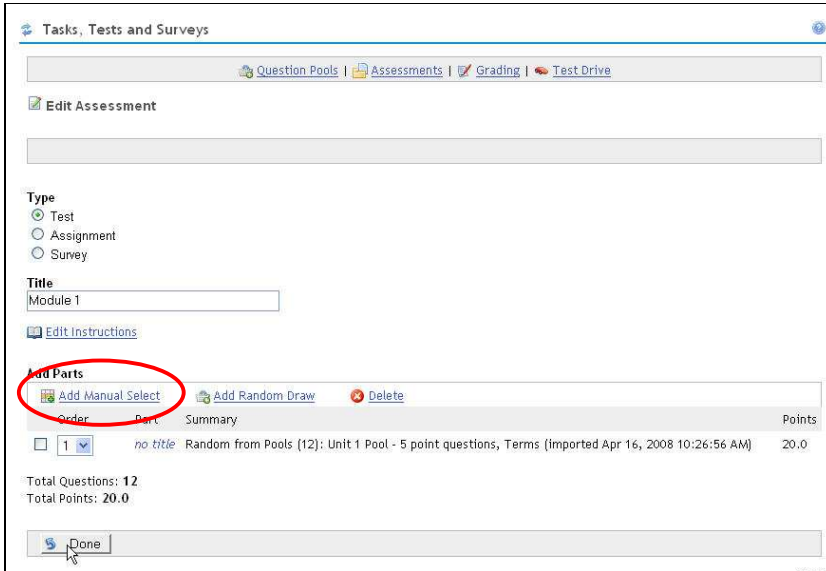 Tasks, Tests and Surveys
Question Pools | Assessments | Grading | Test Drive
Edit Assessment
Type
Test
Assignment
Survey
Title
Module 1
Edit Instructions
Add Parts
Add Manual Select Add Random Draw Delete
Order Part Summary Points
1 no title Random from Pools (12): Unit 1 Pool - 5 point questions, Terms (imported Apr 16, 2008 10:26:56 AM) 20.0
Total Questions: 12
Total Points: 20.0
Done